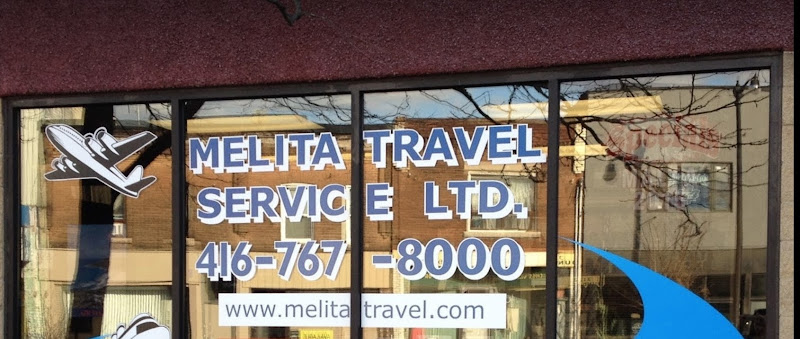 MELITA TRAVEL
SERVICE LTD.
416-767-8000
www.melitatravel.com